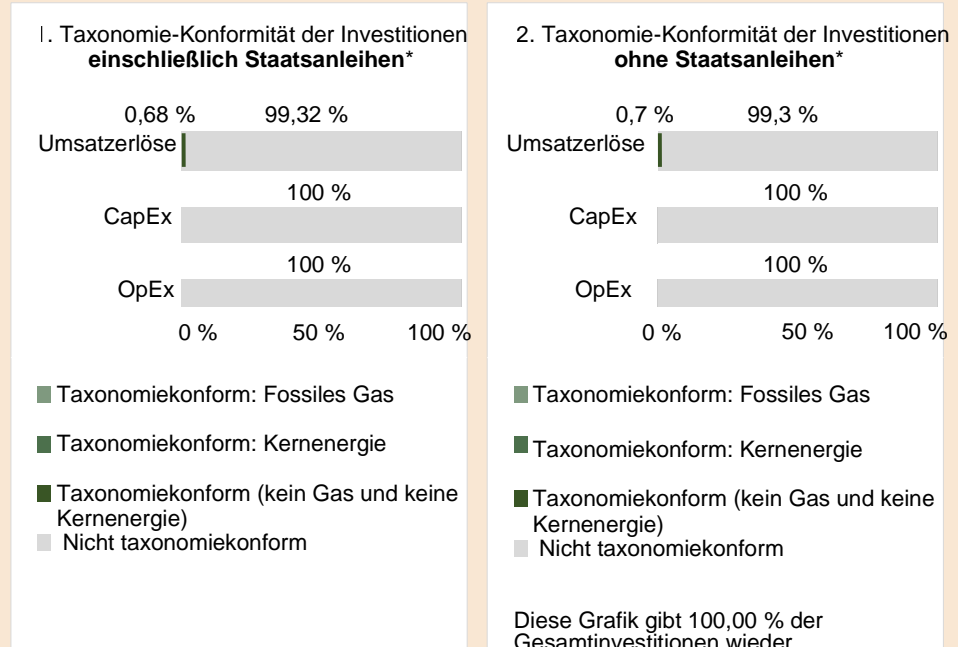 1. Taxonomie-Konformität der Investitionen
einschließlich Staatsanleihen*
0,68 % 99,32 %
Umsatzerlöse
100 %
CapEx
100 %
OpEx
0 % 50 % 100 %
Taxonomiekonform: Fossiles Gas
Taxonomiekonform: Kernenergie
Taxonomiekonform (kein Gas und keine
Kernenergie)
Nicht taxonomiekonform
2. Taxonomie-Konformität der Investitionen
ohne Staatsanleihen*
0,7 % 99,3 %
Umsatzerlöse
100 %
CapEx
100 %
OpEx
0 % 50 % 100 %
Taxonomiekonform: Fossiles Gas
Taxonomiekonform: Kernenergie
Taxonomiekonform (kein Gas und keine
Kernenergie)
Nicht taxonomiekonform
Diese Grafik gibt 100,00 % der
Gesamtinvestitionen wieder